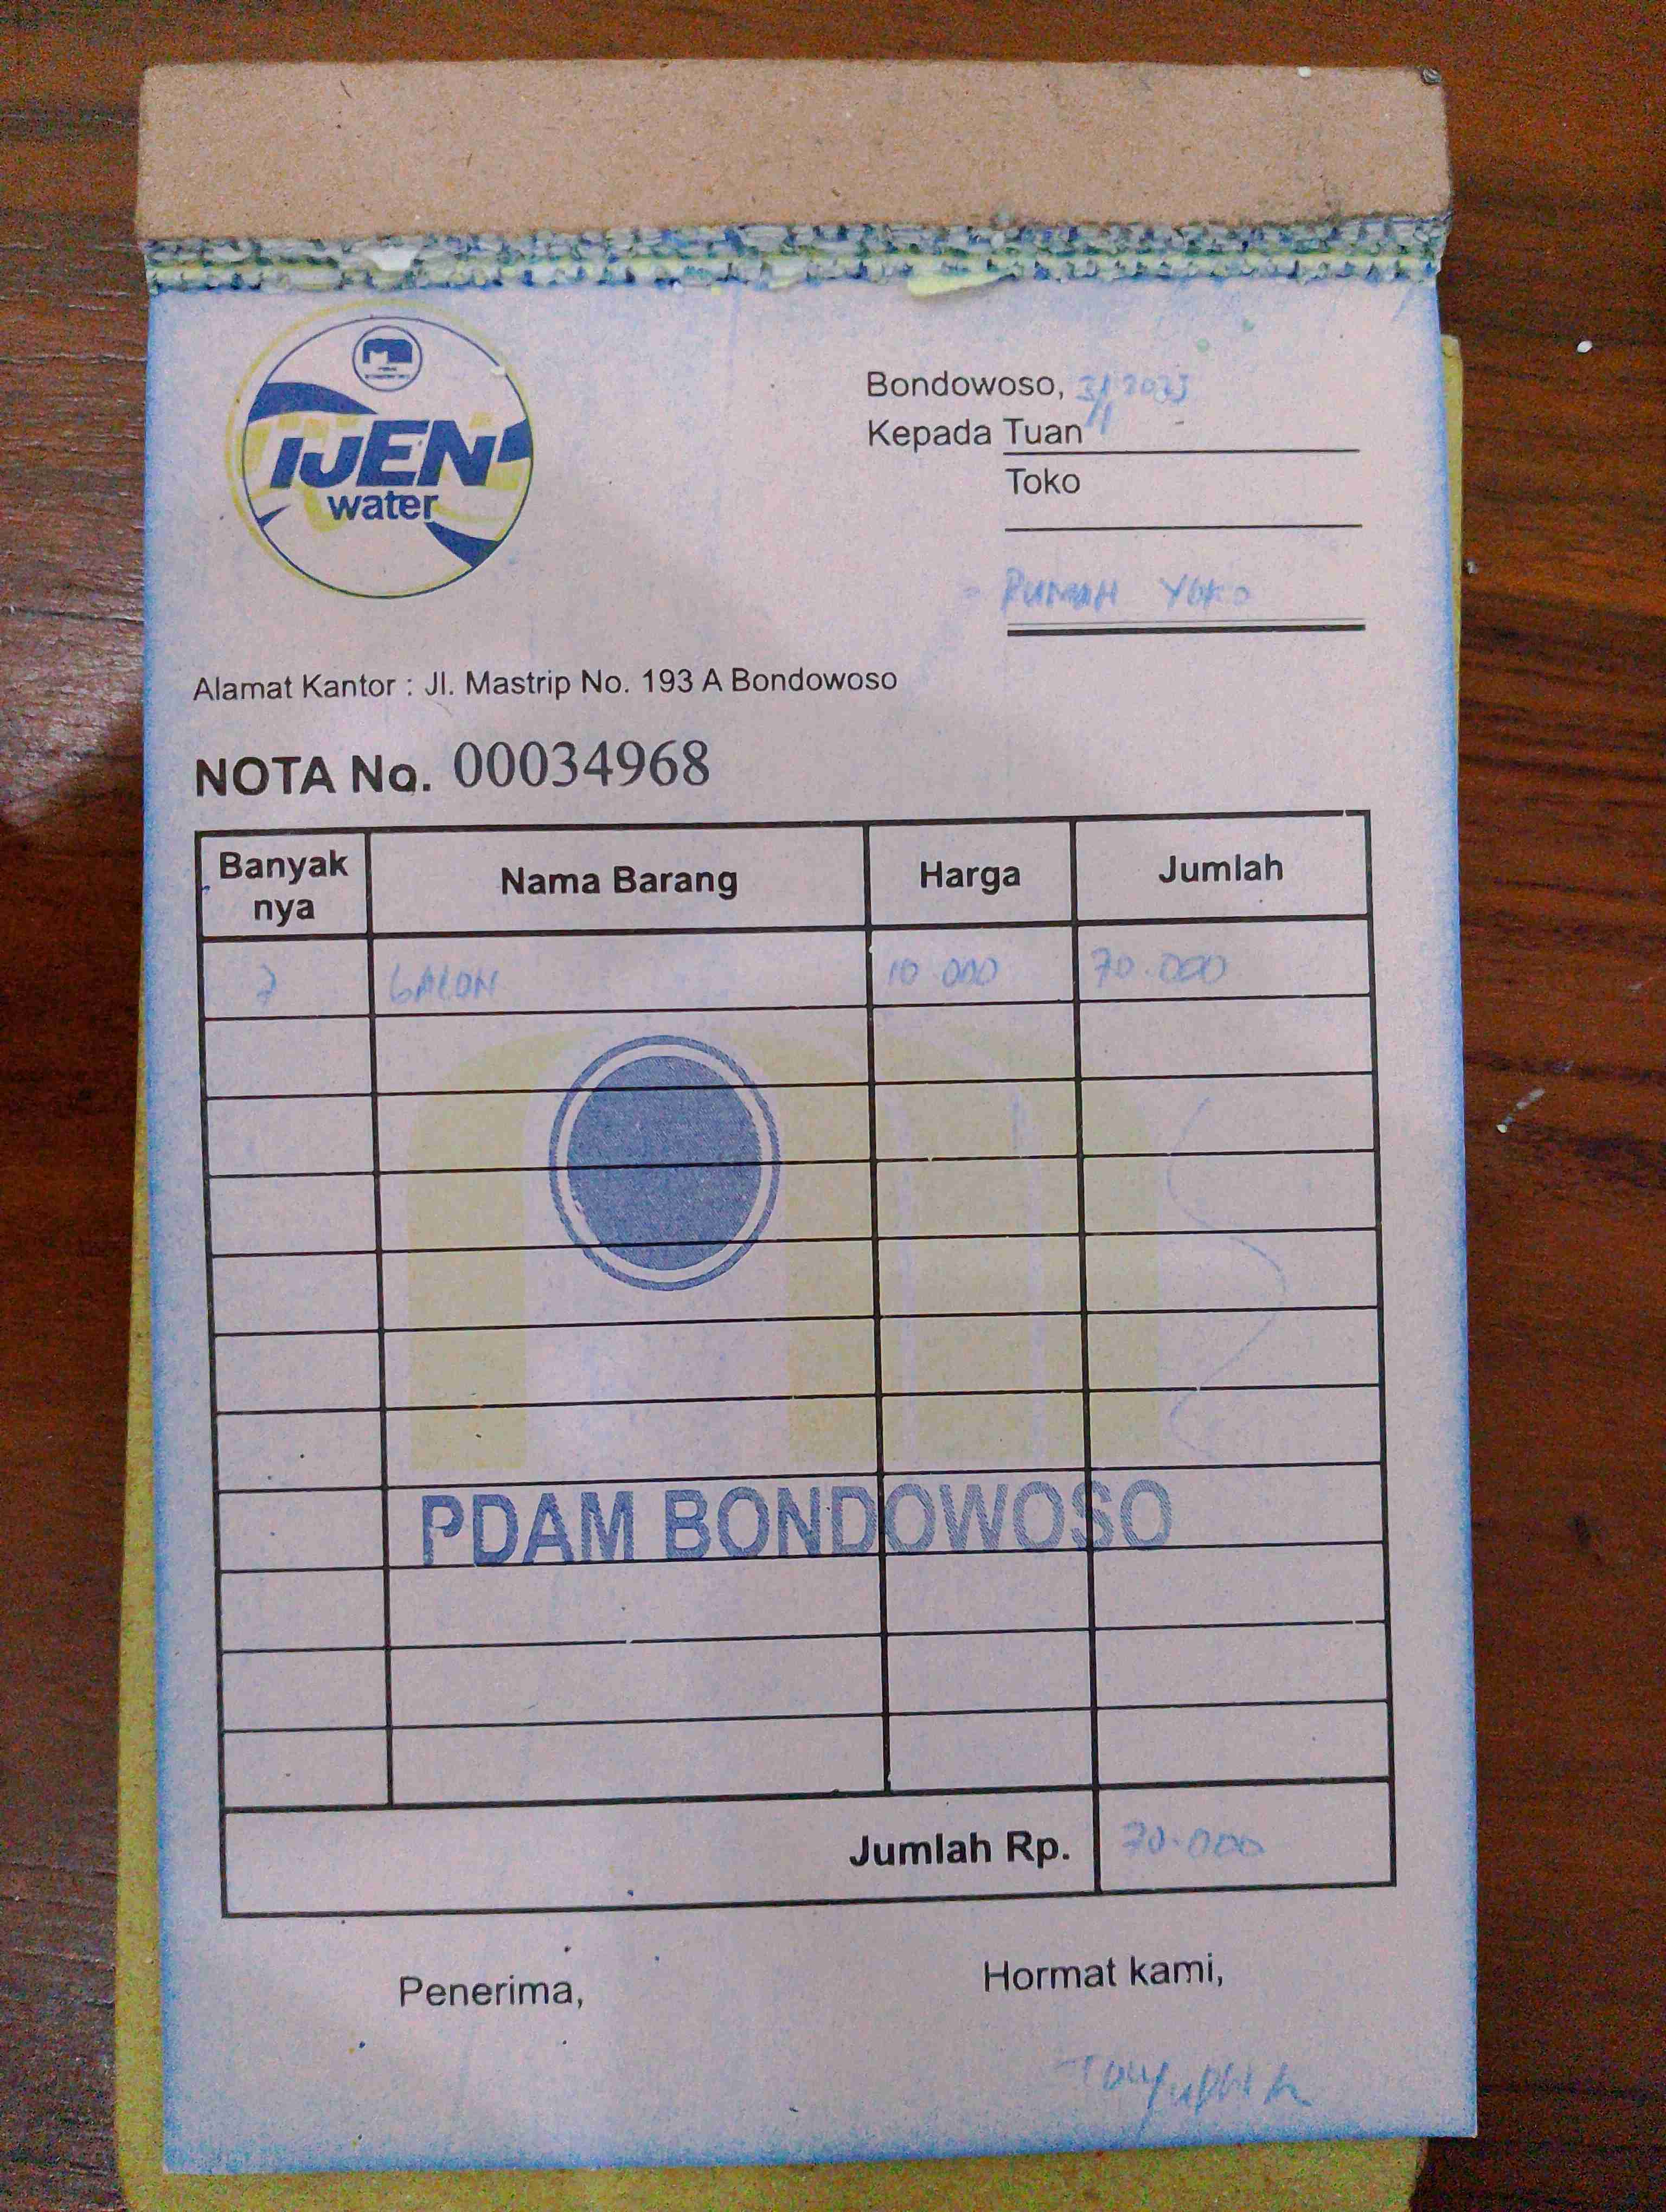 IJEN
water
Bondowoso, 3/1 2023
Kepada Tuan
Toko
RUMAH YOKO
Alamat Kantor : Jl. Mastrip No. 193 A Bondowoso
NOTA No. 00034968
Banyak nya Nama Barang Harga Jumlah
7 GALON 10.000 70.000
PDAM BONDOWOSO
Jumlah Rp. 70.000
Penerima, Hormat kami,